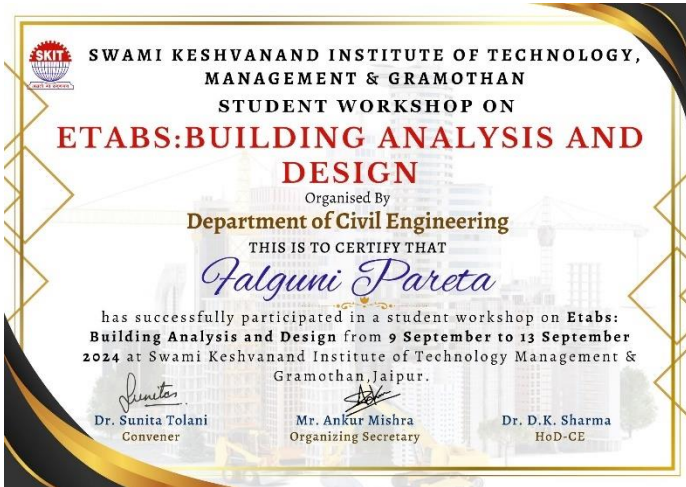 SKIT
SWAMI KESHVANAND INSTITUTE OF TECHNOLOGY,
MANAGEMENT & GRAMOTHAN
STUDENT WORKSHOP ON
ETABS:BUILDING ANALYSIS AND
DESIGN
Organised By
Department of Civil Engineering
THIS IS TO CERTIFY THAT
Falguni Pareta
has successfully participated in a student workshop on Etabs:
Building Analysis and Design from 9 September to 13 September
2024 at Swami Keshvanand Institute of Technology Management &
Gramothan,Jaipur.
Sunita
Dr. Sunita Tolani Mr. Ankur Mishra Dr. D.K. Sharma
Convener Organizing Secretary HoD-CE